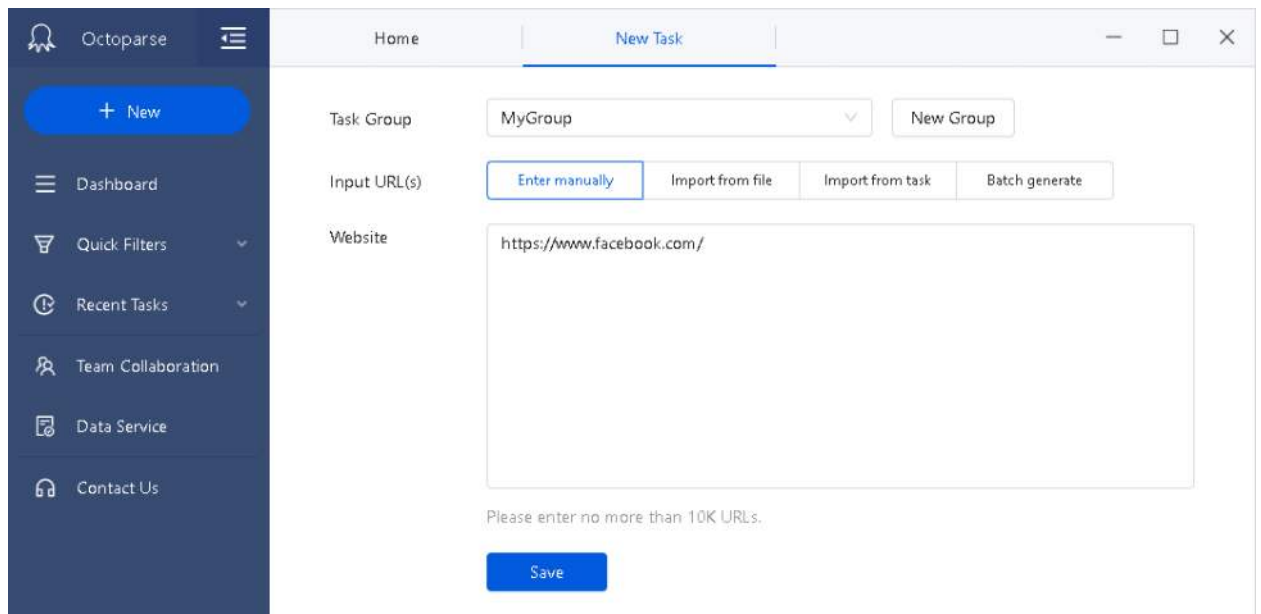 Octoparse
Home
New Task
+ New
Dashboard
Quick Filters
Recent Tasks
Team Collaboration
Data Service
Contact Us
Task Group
MyGroup
New Group
Input URL(s)
Enter manually
Import from file
Import from task
Batch generate
Website
https://www.facebook.com/
Please enter no more than 10K URLs.
Save